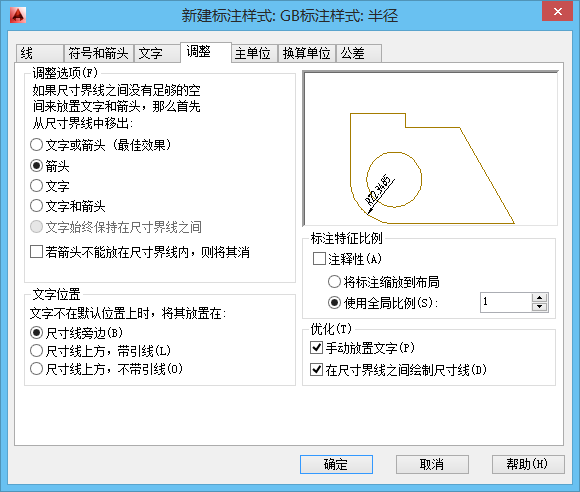 新建标注样式: GB标注样式: 半径
线
符号和箭头
文字
调整
主单位
换算单位
公差
调整选项(F)
如果尺寸界线之间没有足够的空
间来放置文字和箭头，那么首先
从尺寸界线中移出:
文字或箭头（最佳效果）
箭头
文字
文字和箭头
文字始终保持在尺寸界线之间
若箭头不能放在尺寸界线内，则将其消
文字位置
文字不在默认位置上时，将其放置在:
尺寸线旁边(B)
尺寸线上方，带引线(L)
尺寸线上方，不带引线(O)
R22.3485
标注特征比例
注释性(A)
将标注缩放到布局
使用全局比例(S):
1
优化(T)
手动放置文字(P)
在尺寸界线之间绘制尺寸线(D)
确定
取消
帮助(H)